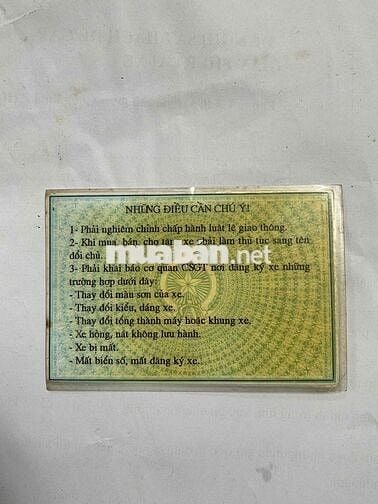 NHỮNG ĐIỀU CẦN CHÚ Ý!
1- Phải nghiêm chỉnh chấp hành luật lệ giao thông.
2- Khi mua, bán, cho tặng xe phải làm thủ tục sang tên
đổi chủ.
muaban.net
3- Phải khai báo cơ quan CSGT nơi đăng ký xe những
trường hợp dưới đây:
- Thay đổi màu sơn của xe.
- Thay đổi kiểu, dáng xe.
- Thay đổi tổng thành máy hoặc khung xe.
- Xe hỏng, nát không lưu hành.
- Xe bị mất.
- Mất biển số, mất đăng ký xe..